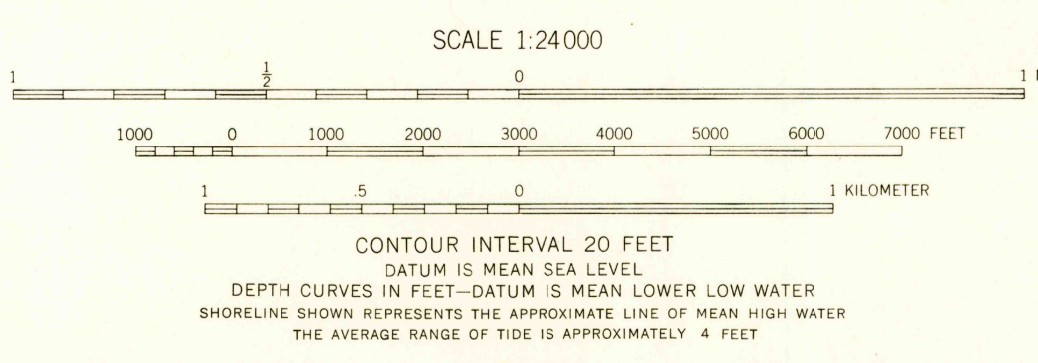 SCALE 1:24000
1 ½ 0 1
1000 0 1000 2000 3000 4000 5000 6000 7000 FEET
1 .5 0 1 KILOMETER
CONTOUR INTERVAL 20 FEET
DATUM IS MEAN SEA LEVEL
DEPTH CURVES IN FEET—DATUM IS MEAN LOWER LOW WATER
SHORELINE SHOWN REPRESENTS THE APPROXIMATE LINE OF MEAN HIGH WATER
THE AVERAGE RANGE OF TIDE IS APPROXIMATELY 4 FEET